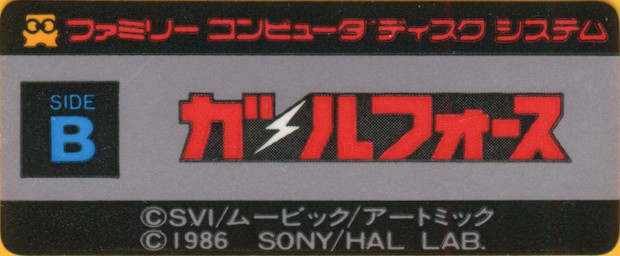 ファミリー コンピュータ ディスク システム
SIDE
B
ガルフォース
©SVI/ムービック/アートミック
©1986 SONY/HAL LAB.